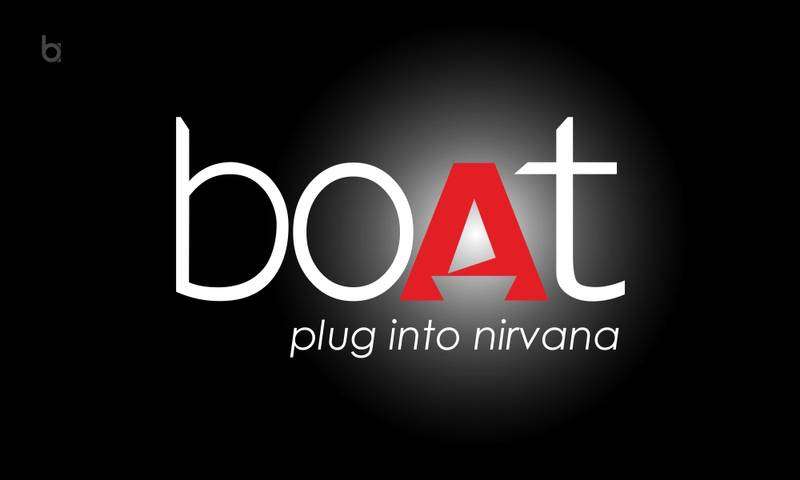 b
boAt
plug into nirvana